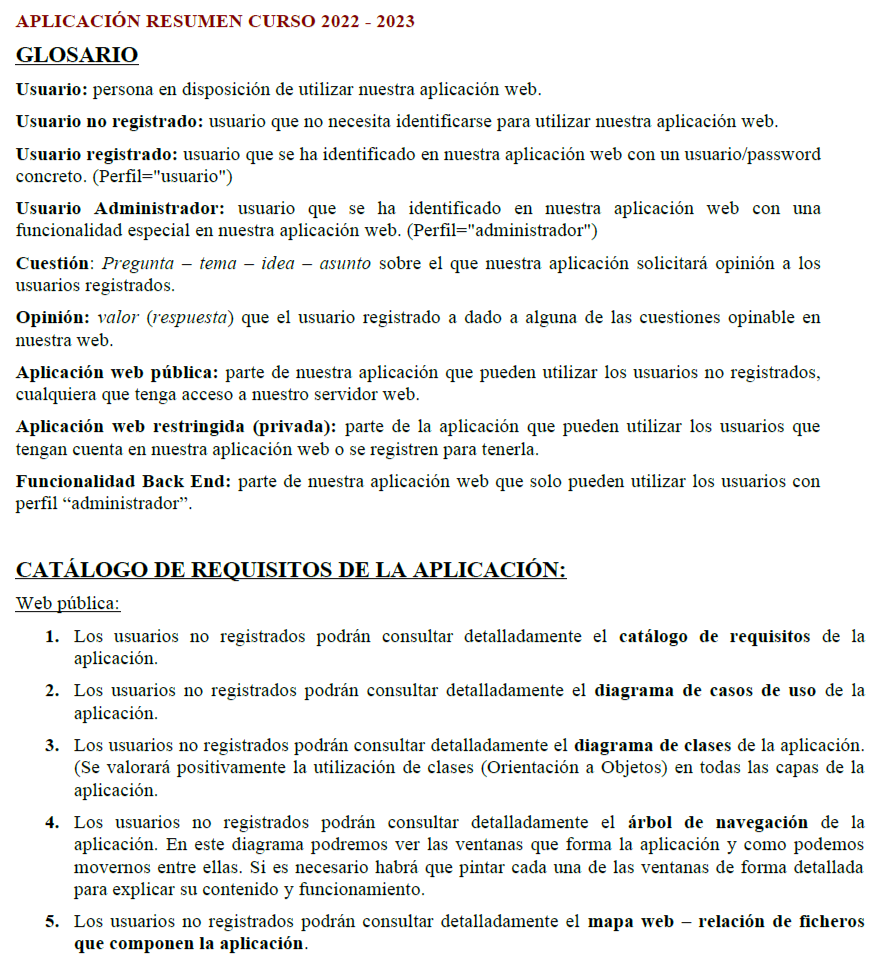 APLICACIÓN RESUMEN CURSO 2022 - 2023
GLOSARIO
Usuario: persona en disposición de utilizar nuestra aplicación web.
Usuario no registrado: usuario que no necesita identificarse para utilizar nuestra aplicación web.
Usuario registrado: usuario que se ha identificado en nuestra aplicación web con un usuario/password
concreto. (Perfil="usuario")
Usuario Administrador: usuario que se ha identificado en nuestra aplicación web con una
funcionalidad especial en nuestra aplicación web. (Perfil="administrador")
Cuestión: Pregunta – tema – idea – asunto sobre el que nuestra aplicación solicitará opinión a los
usuarios registrados.
Opinión: valor (respuesta) que el usuario registrado a dado a alguna de las cuestiones opinable en
nuestra web.
Aplicación web pública: parte de nuestra aplicación que pueden utilizar los usuarios no registrados,
cualquiera que tenga acceso a nuestro servidor web.
Aplicación web restringida (privada): parte de la aplicación que pueden utilizar los usuarios que
tengan cuenta en nuestra aplicación web o se registren para tenerla.
Funcionalidad Back End: parte de nuestra aplicación web que solo pueden utilizar los usuarios con
perfil “administrador”.
CATÁLOGO DE REQUISITOS DE LA APLICACIÓN:
Web pública:
1. Los usuarios no registrados podrán consultar detalladamente el catálogo de requisitos de la
aplicación.
2. Los usuarios no registrados podrán consultar detalladamente el diagrama de casos de uso de la
aplicación.
3. Los usuarios no registrados podrán consultar detalladamente el diagrama de clases de la aplicación.
(Se valorará positivamente la utilización de clases (Orientación a Objetos) en todas las capas de la
aplicación.
4. Los usuarios no registrados podrán consultar detalladamente el árbol de navegación de la
aplicación. En este diagrama podremos ver las ventanas que forma la aplicación y como podemos
movernos entre ellas. Si es necesario habrá que pintar cada una de las ventanas de forma detallada
para explicar su contenido y funcionamiento.
5. Los usuarios no registrados podrán consultar detalladamente el mapa web – relación de ficheros
que componen la aplicación.